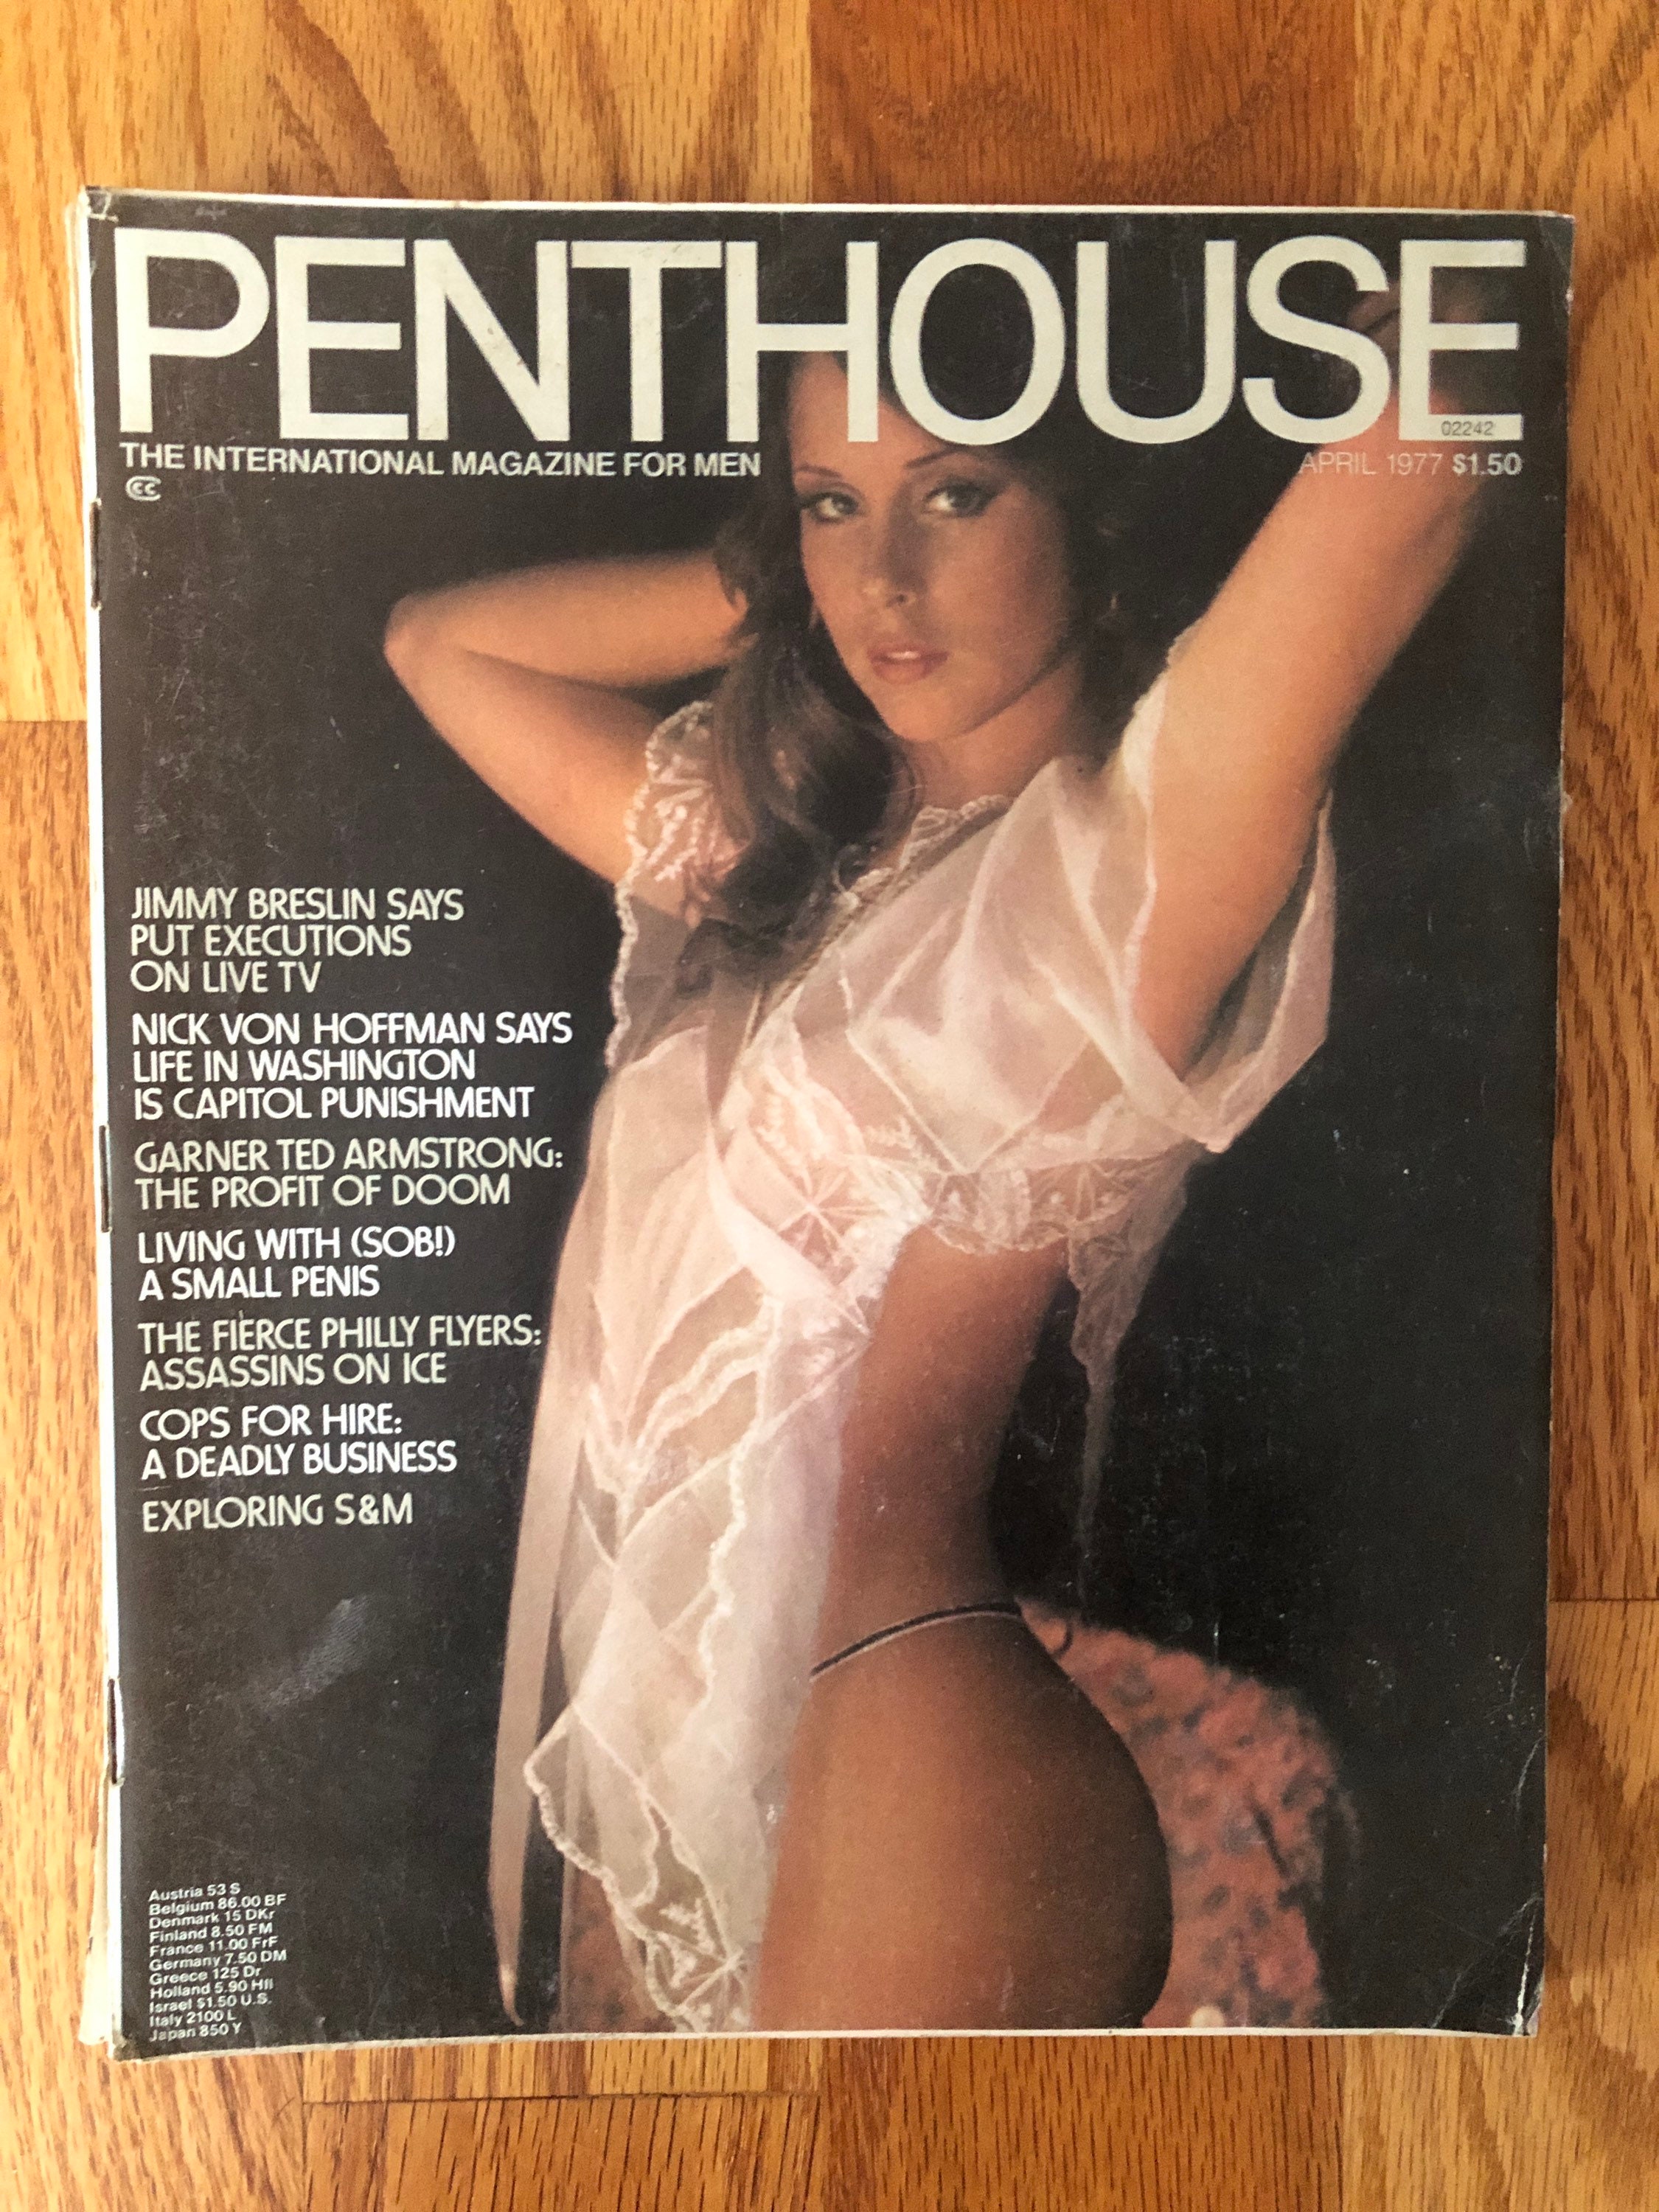 PENTHOUSE
02242
THE INTERNATIONAL MAGAZINE FOR MEN
APRIL 1977 $1.50
CC
JIMMY BRESLIN SAYS
PUT EXECUTIONS
ON LIVE TV
NICK VON HOFFMAN SAYS
LIFE IN WASHINGTON
IS CAPITOL PUNISHMENT
GARNER TED ARMSTRONG:
THE PROFIT OF DOOM
LIVING WITH (SOB!)
A SMALL PENIS
THE FIERCE PHILLY FLYERS:
ASSASSINS ON ICE
COPS FOR HIRE:
A DEADLY BUSINESS
EXPLORING S&M
Austria 53 S
Belgium 86.00 BF
Denmark 15 DKr
Finland 8.50 FM
France 11.00 FrF
Germany 7.50 DM
Greece 125 Dr
Holland 5.90 Hfl
Israel $1.50 U.S.
Italy 2100 L
Japan 850 Y